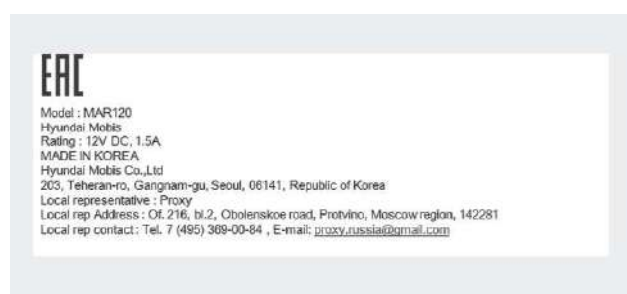 EAC
Model : MAR120
Hyundai Mobis
Rating : 12V DC, 1.5A
MADE IN KOREA
Hyundai Mobis Co.,Ltd
203, Teheran-ro, Gangnam-gu, Seoul, 06141, Republic of Korea
Local representative : Proxy
Local rep Address : Of. 216, bl.2, Obolenskoe road, Protvino, Moscow region, 142281
Local rep contact : Tel. 7 (495) 369-00-84 , E-mail: proxy.russia@gmail.com